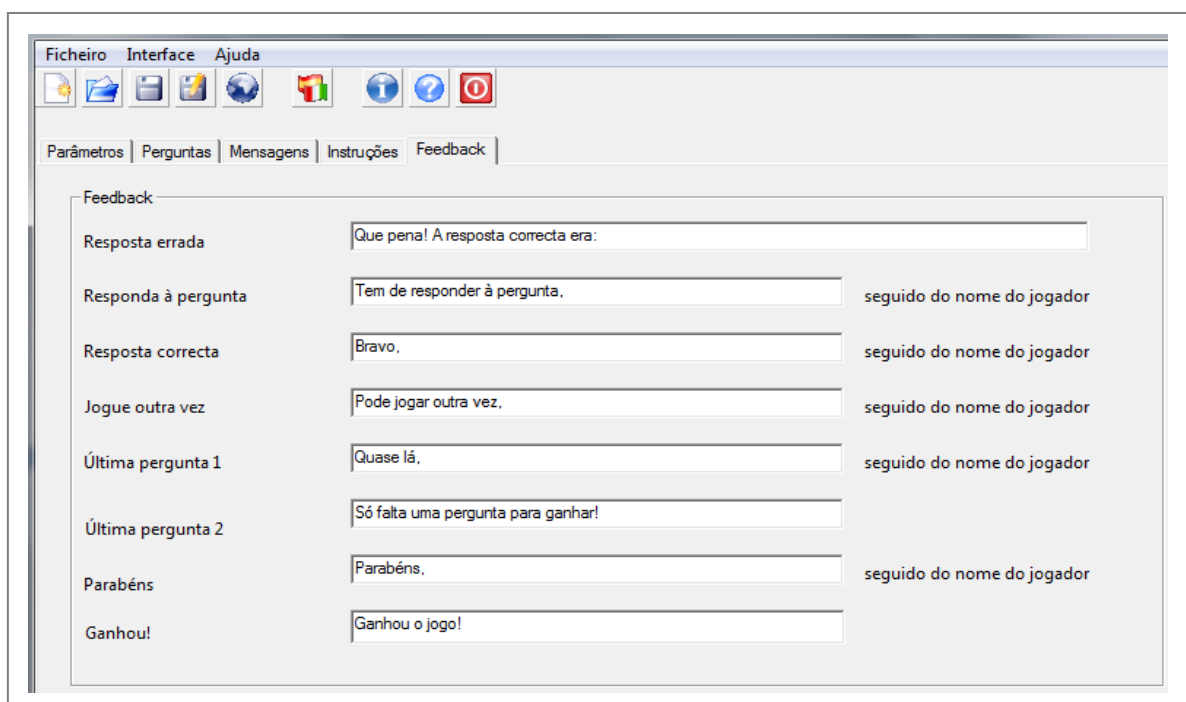 Ficheiro Interface Ajuda
Parâmetros Perguntas Mensagens Instruções Feedback
Feedback
Resposta errada Que pena! A resposta correcta era:
Responda à pergunta Tem de responder à pergunta, seguido do nome do jogador
Resposta correcta Bravo, seguido do nome do jogador
Jogue outra vez Pode jogar outra vez, seguido do nome do jogador
Última pergunta 1 Quase lá, seguido do nome do jogador
Última pergunta 2 Só falta uma pergunta para ganhar!
Parabéns Parabéns, seguido do nome do jogador
Ganhou! Ganhou o jogo!